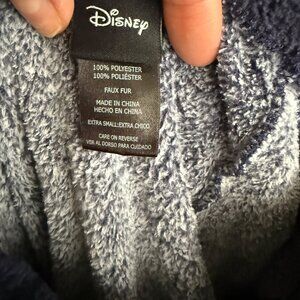 Disney
100% POLYESTER
100% POLIÉSTER
FAUX FUR
MADE IN CHINA
HECHO EN CHINA
EXTRA SMALL:EXTRA CHICO
CARE ON REVERSE
VER AL DORSO PARA CUIDADO